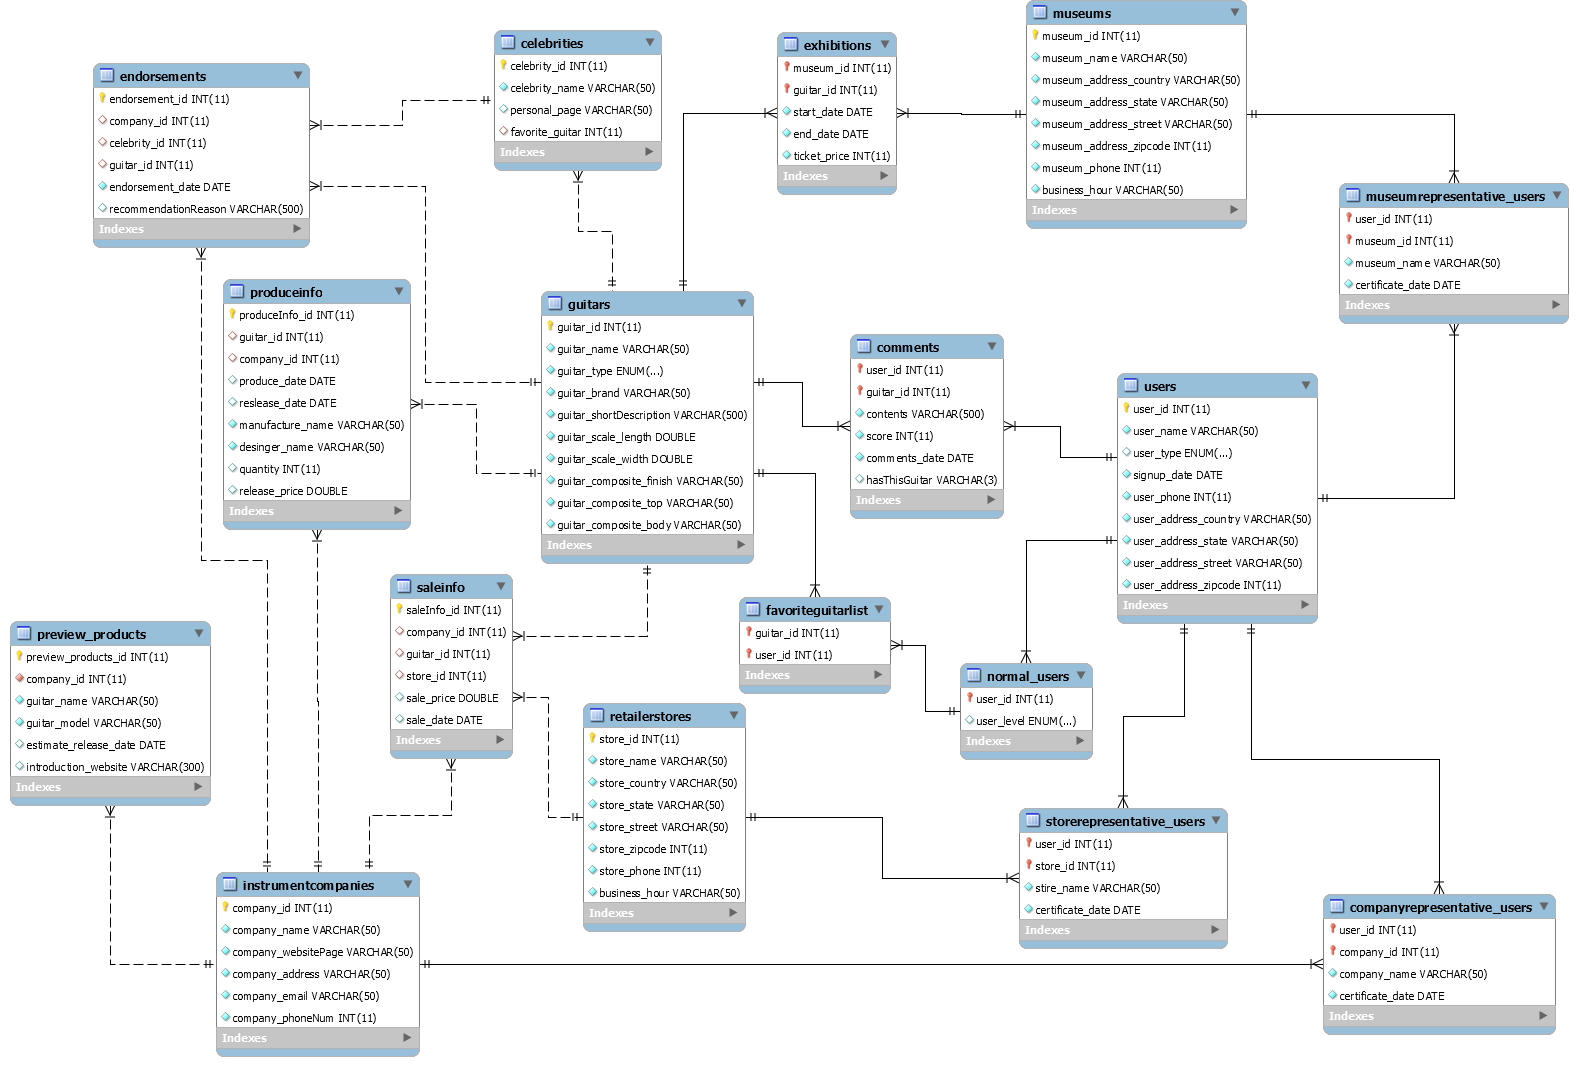 endorsements
endorsement_id INT(11)
company_id INT(11)
celebrity_id INT(11)
guitar_id INT(11)
endorsement_date DATE
recommendationReason VARCHAR(500)
Indexes
celebrities
celebrity_id INT(11)
celebrity_name VARCHAR(50)
personal_page VARCHAR(50)
favorite_guitar INT(11)
Indexes
exhibitions
museum_id INT(11)
guitar_id INT(11)
start_date DATE
end_date DATE
ticket_price INT(11)
Indexes
museums
museum_id INT(11)
museum_name VARCHAR(50)
museum_address_country VARCHAR(50)
museum_address_state VARCHAR(50)
museum_address_street VARCHAR(50)
museum_address_zipcode INT(11)
museum_phone INT(11)
business_hour VARCHAR(50)
Indexes
museumrepresentative_users
user_id INT(11)
museum_id INT(11)
museum_name VARCHAR(50)
certificate_date DATE
Indexes
produceinfo
produceInfo_id INT(11)
guitar_id INT(11)
company_id INT(11)
produce_date DATE
reslease_date DATE
manufacture_name VARCHAR(50)
desinger_name VARCHAR(50)
quantity INT(11)
release_price DOUBLE
Indexes
guitars
guitar_id INT(11)
guitar_name VARCHAR(50)
guitar_type ENUM(...)
guitar_brand VARCHAR(50)
guitar_shortDescription VARCHAR(500)
guitar_scale_length DOUBLE
guitar_scale_width DOUBLE
guitar_composite_finish VARCHAR(50)
guitar_composite_top VARCHAR(50)
guitar_composite_body VARCHAR(50)
Indexes
comments
user_id INT(11)
guitar_id INT(11)
contents VARCHAR(500)
score INT(11)
comments_date DATE
hasThisGuitar VARCHAR(3)
Indexes
users
user_id INT(11)
user_name VARCHAR(50)
user_type ENUM(...)
signup_date DATE
user_phone INT(11)
user_address_country VARCHAR(50)
user_address_state VARCHAR(50)
user_address_street VARCHAR(50)
user_address_zipcode INT(11)
Indexes
preview_products
preview_products_id INT(11)
company_id INT(11)
guitar_name VARCHAR(50)
guitar_model VARCHAR(50)
estimate_release_date DATE
introduction_website VARCHAR(300)
Indexes
saleinfo
saleInfo_id INT(11)
company_id INT(11)
guitar_id INT(11)
store_id INT(11)
sale_price DOUBLE
sale_date DATE
Indexes
favoriteguitarlist
guitar_id INT(11)
user_id INT(11)
Indexes
normal_users
user_id INT(11)
user_level ENUM(...)
Indexes
retailerstores
store_id INT(11)
store_name VARCHAR(50)
store_country VARCHAR(50)
store_state VARCHAR(50)
store_street VARCHAR(50)
store_zipcode INT(11)
store_phone INT(11)
business_hour VARCHAR(50)
Indexes
storerepresentative_users
user_id INT(11)
store_id INT(11)
stire_name VARCHAR(50)
certificate_date DATE
Indexes
instrumentcompanies
company_id INT(11)
company_name VARCHAR(50)
company_websitePage VARCHAR(50)
company_address VARCHAR(50)
company_email VARCHAR(50)
company_phoneNum INT(11)
Indexes
companyrepresentative_users
user_id INT(11)
company_id INT(11)
company_name VARCHAR(50)
certificate_date DATE
Indexes